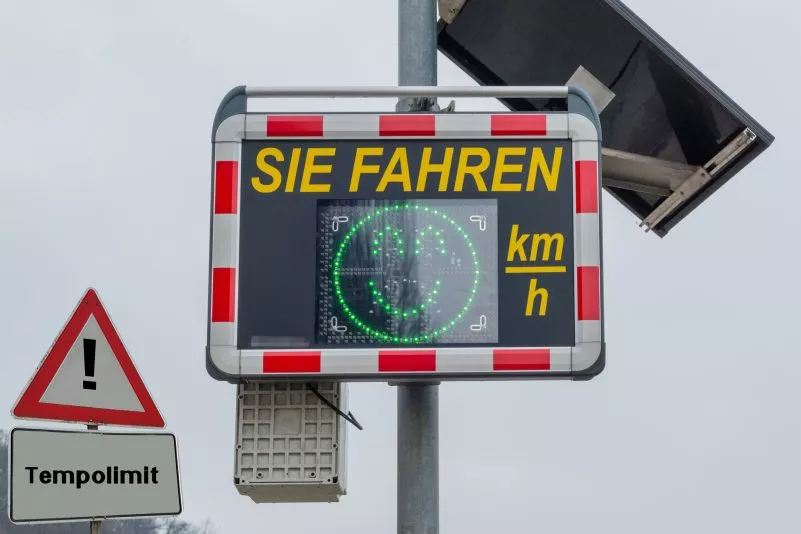 SIE FAHREN
km
h
!
Tempolimit